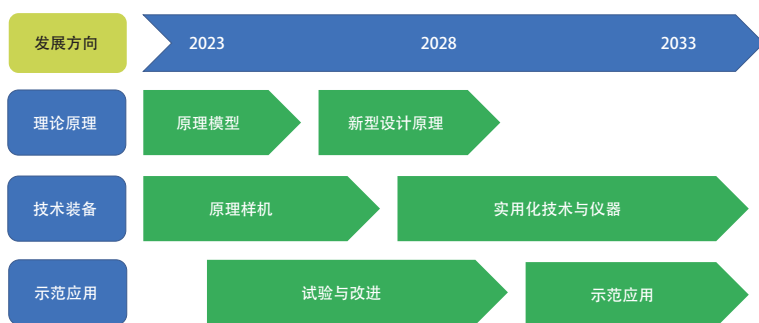 发展方向 2023 2028 2033
理论原理 原理模型 新型设计原理
技术装备 原理样机 实用化技术与仪器
示范应用 试验与改进 示范应用